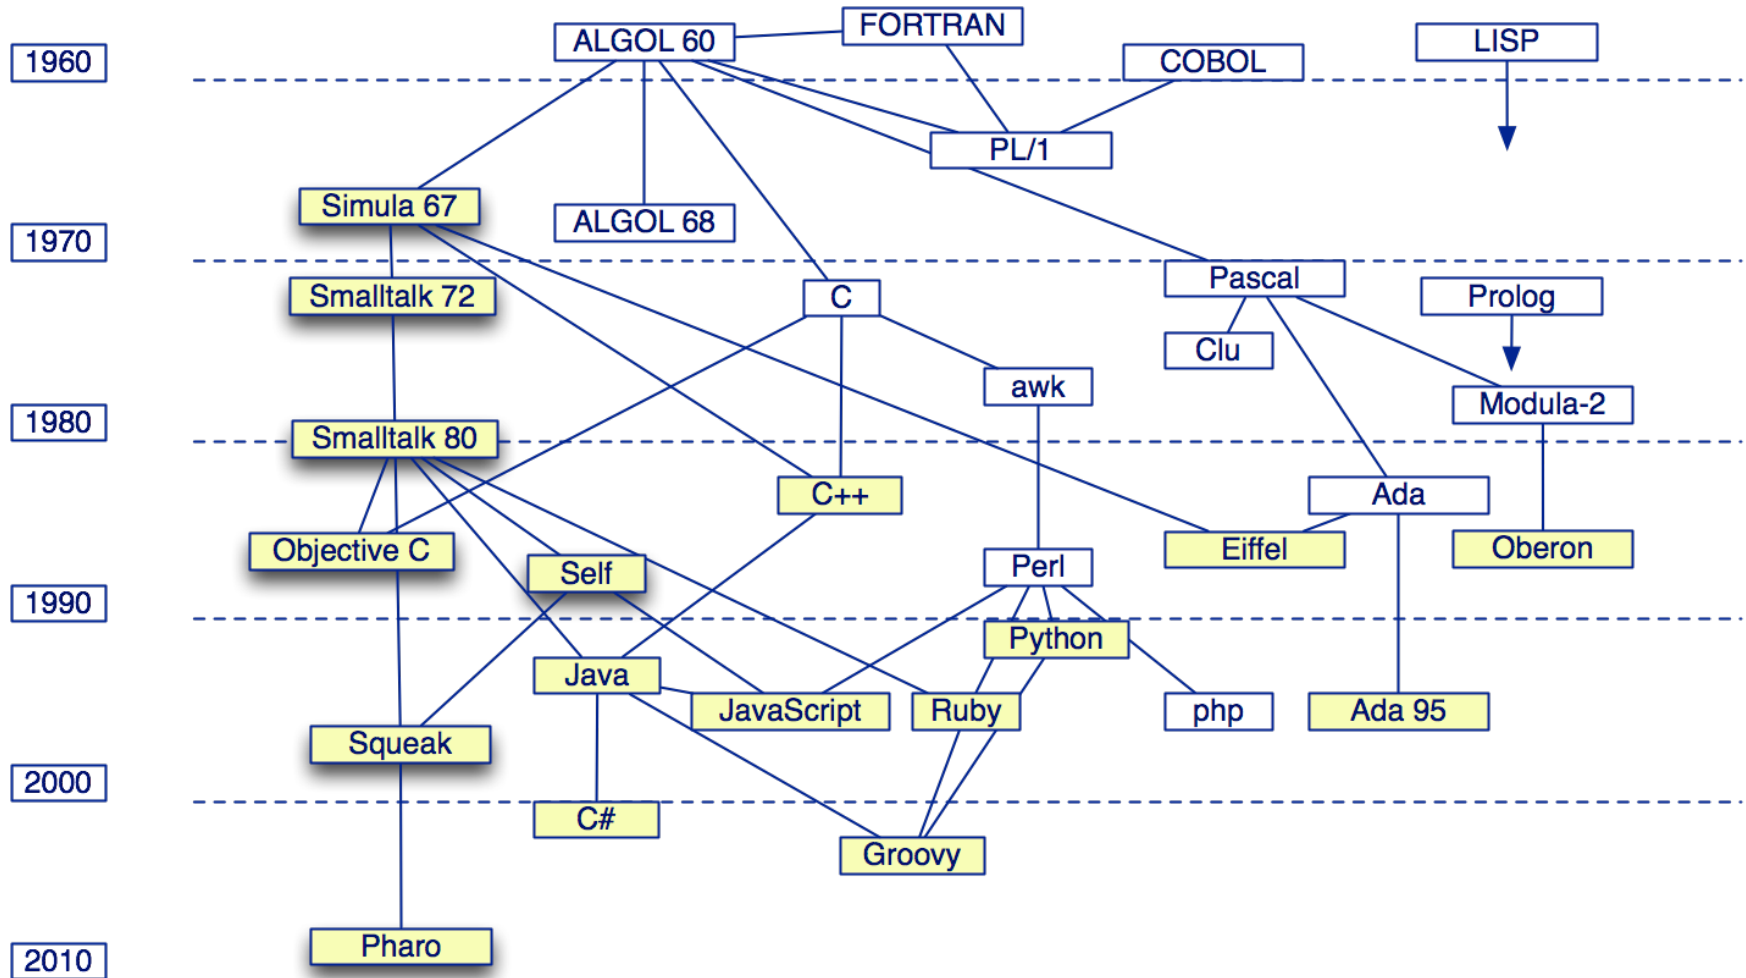 FORTRAN
ALGOL 60
LISP
1960
COBOL
PL/1
Simula 67
ALGOL 68
1970
Pascal
Smalltalk 72
C
Prolog
Clu
awk
Modula-2
1980
Smalltalk 80
C++
Ada
Objective C
Eiffel
Oberon
Self
Perl
1990
Python
Java
JavaScript
Ruby
php
Ada 95
Squeak
2000
C#
Groovy
Pharo
2010